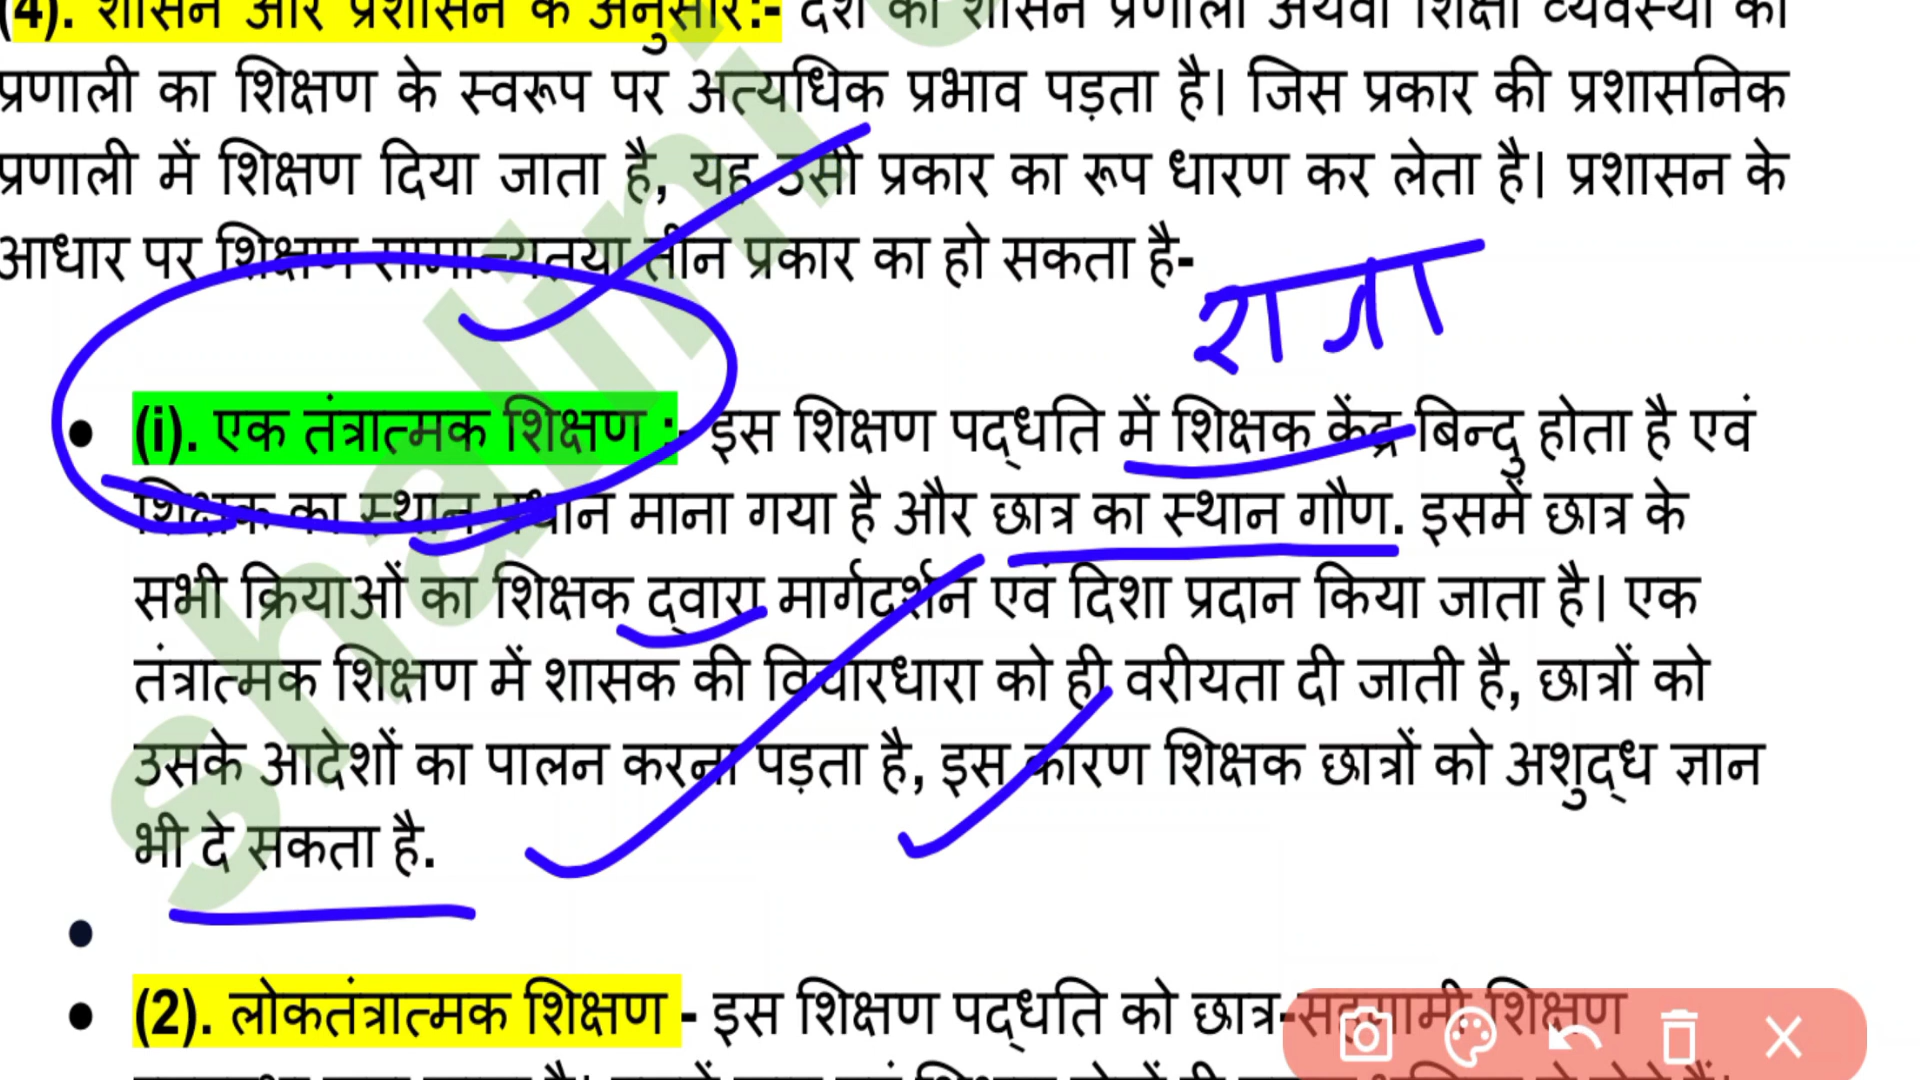 (4). शासन और प्रशासन के अनुसार:- देश की शासन प्रणाली अथवा शिक्षा व्यवस्था की
प्रणाली का शिक्षण के स्वरूप पर अत्यधिक प्रभाव पड़ता है। जिस प्रकार की प्रशासनिक
प्रणाली में शिक्षण दिया जाता है, यह उसी प्रकार का रूप धारण कर लेता है। प्रशासन के
आधार पर शिक्षण सामान्यतया तीन प्रकार का हो सकता है-
राजा
(i). एक तंत्रात्मक शिक्षण :- इस शिक्षण पद्धति में शिक्षक केंद्र बिन्दु होता है एवं
शिक्षक का स्थान प्रधान माना गया है और छात्र का स्थान गौण. इसमें छात्र के
सभी क्रियाओं का शिक्षक द्वारा मार्गदर्शन एवं दिशा प्रदान किया जाता है। एक
तंत्रात्मक शिक्षण में शासक की विचारधारा को ही वरीयता दी जाती है, छात्रों को
उसके आदेशों का पालन करना पड़ता है, इस कारण शिक्षक छात्रों को अशुद्ध ज्ञान
भी दे सकता है.
(2). लोकतंत्रात्मक शिक्षण - इस शिक्षण पद्धति को छात्र-सहगामी शिक्षण
shalini